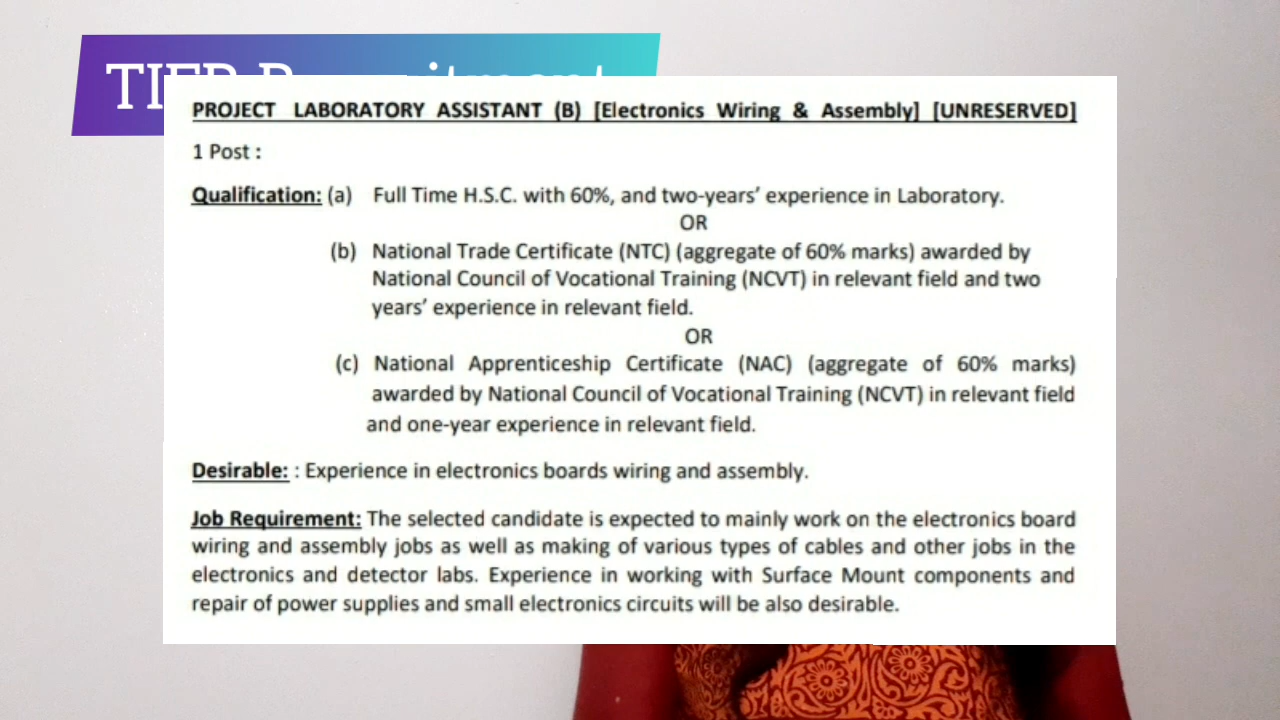 TIFR Recruitment
PROJECT LABORATORY ASSISTANT (B) [Electronics Wiring & Assembly] [UNRESERVED]
1 Post :
Qualification: (a) Full Time H.S.C. with 60%, and two-years' experience in Laboratory.
OR
(b) National Trade Certificate (NTC) (aggregate of 60% marks) awarded by
National Council of Vocational Training (NCVT) in relevant field and two
years' experience in relevant field.
OR
(c) National Apprenticeship Certificate (NAC) (aggregate of 60% marks)
awarded by National Council of Vocational Training (NCVT) in relevant field
and one-year experience in relevant field.
Desirable: : Experience in electronics boards wiring and assembly.
Job Requirement: The selected candidate is expected to mainly work on the electronics board
wiring and assembly jobs as well as making of various types of cables and other jobs in the
electronics and detector labs. Experience in working with Surface Mount components and
repair of power supplies and small electronics circuits will be also desirable.